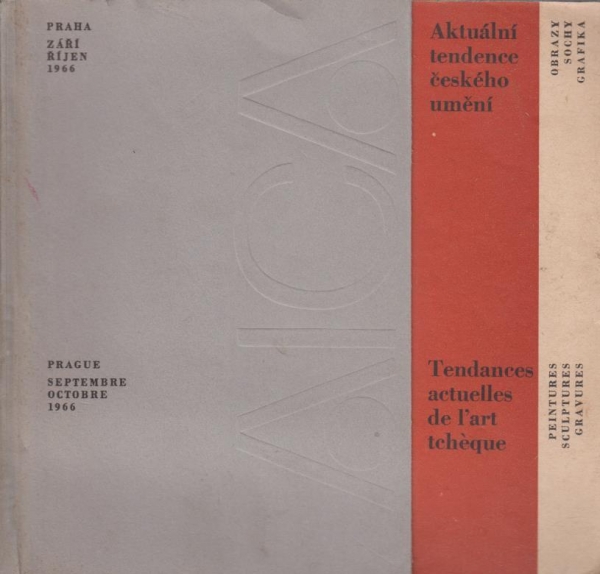 PRAHA
ZÁŘÍ
ŘÍJEN
1966
Aktuální
tendence
českého
umění
OBRAZY
SOCHY
GRAFIKA
AICA
PRAGUE
SEPTEMBRE
OCTOBRE
1966
Tendances
actuelles
de l'art
tchèque
PEINTURES
SCULPTURES
GRAVURES